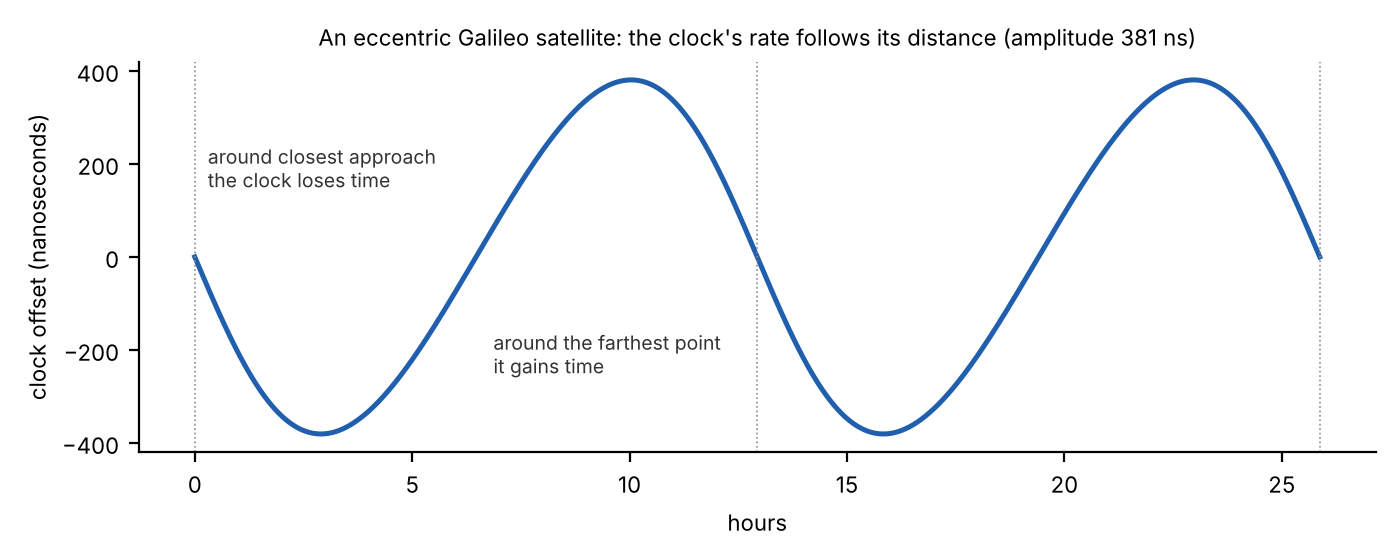 An eccentric Galileo satellite: the clock's rate follows its distance (amplitude 381 ns)
clock offset (nanoseconds)
400
200
0
−200
−400
around closest approach
the clock loses time
around the farthest point
it gains time
0
5
10
15
20
25
hours